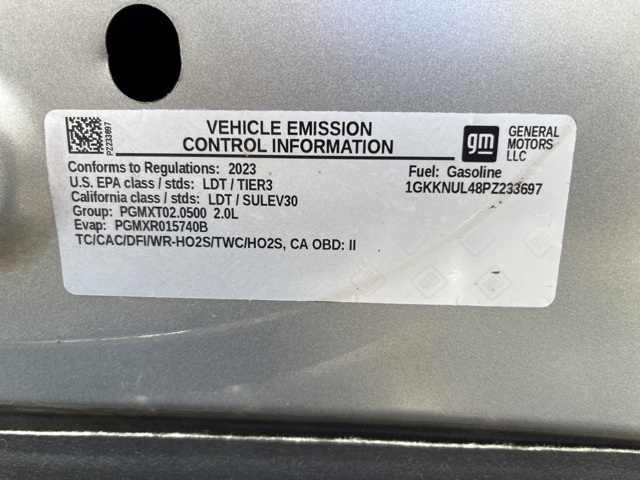 PZ233697
VEHICLE EMISSION
CONTROL INFORMATION
gm
GENERAL
MOTORS
LLC
Conforms to Regulations: 2023
Fuel: Gasoline
U.S. EPA class / stds: LDT / TIER3
1GKKNUL48PZ233697
California class / stds: LDT / SULEV30
Group: PGMXT02.0500 2.0L
Evap: PGMXR015740B
TC/CAC/DFI/WR-HO2S/TWC/HO2S, CA OBD: II